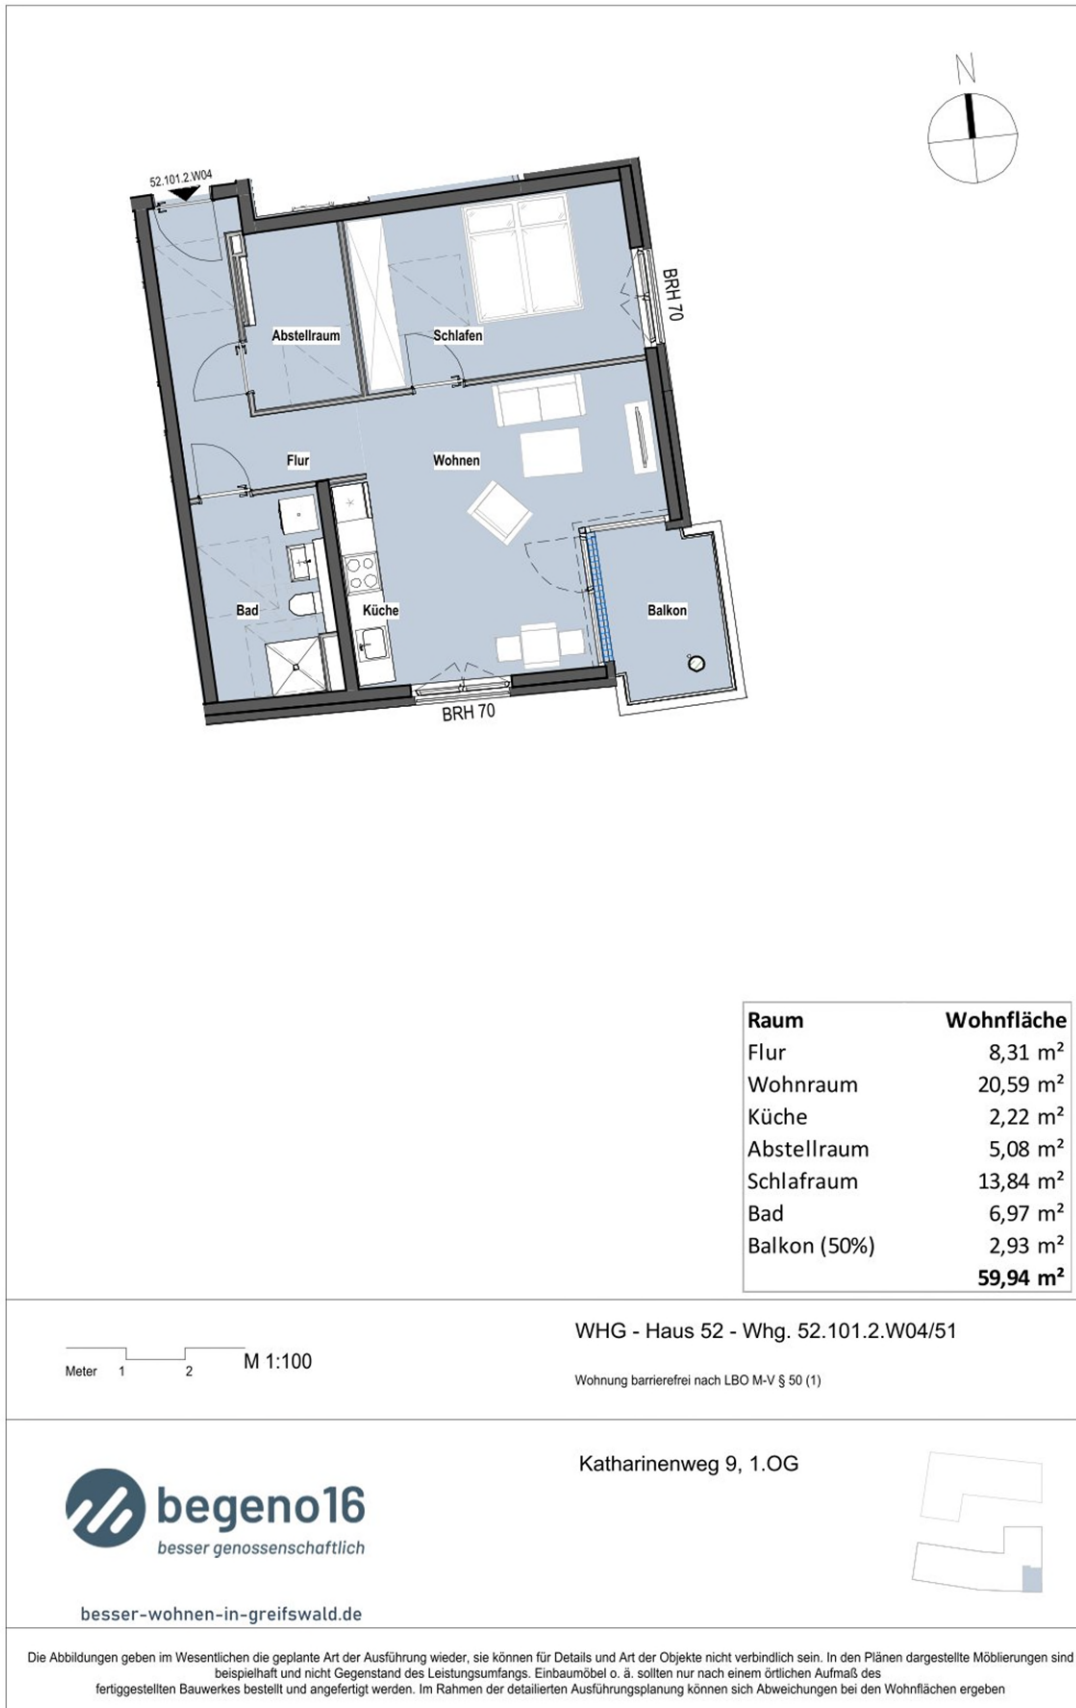 N
52.101.2.W04
BRH 70
Abstellraum
Schlafen
Flur
Wohnen
Bad
Küche
Balkon
BRH 70
Raum Wohnfläche
Flur 8,31 m²
Wohnraum 20,59 m²
Küche 2,22 m²
Abstellraum 5,08 m²
Schlafraum 13,84 m²
Bad 6,97 m²
Balkon (50%) 2,93 m²
59,94 m²
Meter 1 2 M 1:100
WHG - Haus 52 - Whg. 52.101.2.W04/51
Wohnung barrierefrei nach LBO M-V § 50 (1)
Katharinenweg 9, 1.OG
begeno16
besser genossenschaftlich
besser-wohnen-in-greifswald.de
Die Abbildungen geben im Wesentlichen die geplante Art der Ausführung wieder, sie können für Details und Art der Objekte nicht verbindlich sein. In den Plänen dargestellte Möblierungen sind
beispielhaft und nicht Gegenstand des Leistungsumfangs. Einbaumöbel o. ä. sollten nur nach einem örtlichen Aufmaß des
fertiggestellten Bauwerkes bestellt und angefertigt werden. Im Rahmen der detailierten Ausführungsplanung können sich Abweichungen bei den Wohnflächen ergeben